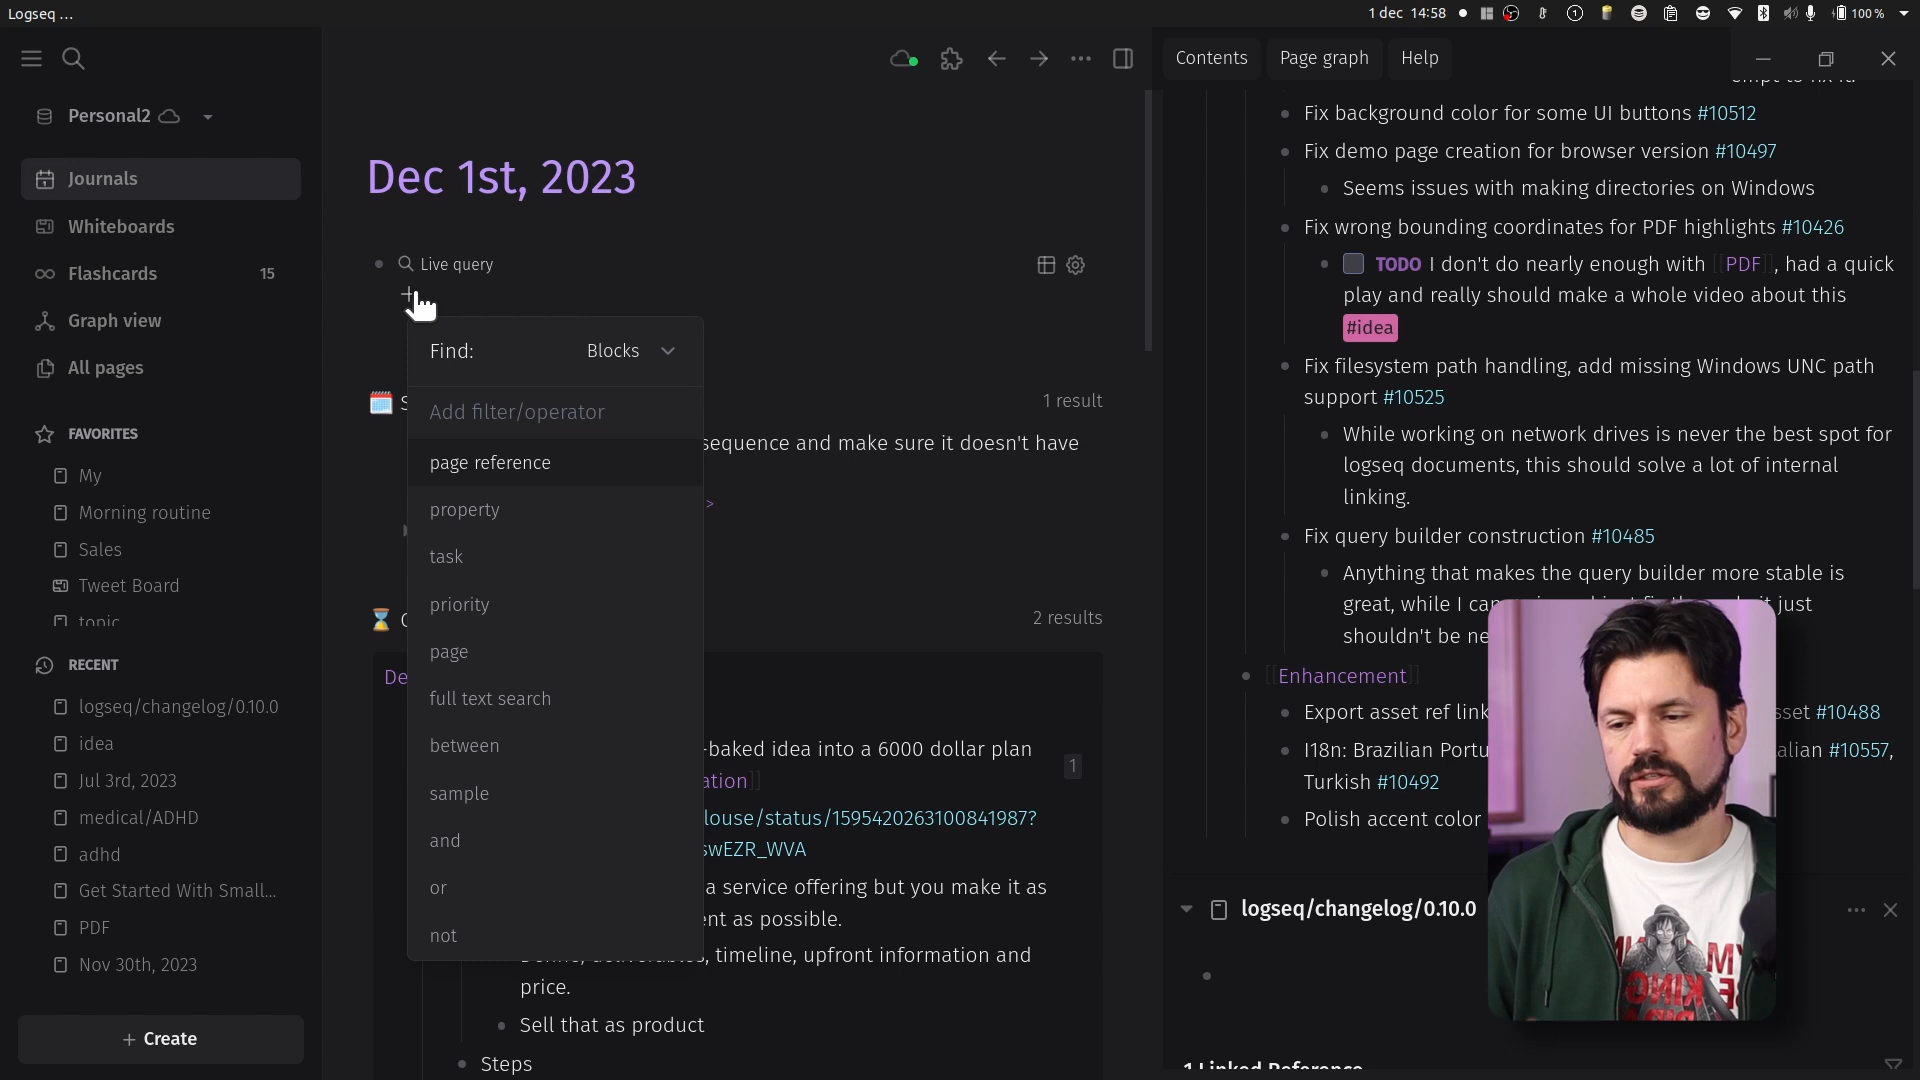 Logseq ...
1 dec 14:58
100 %
Personal2
Journals
Whiteboards
Flashcards 15
Graph view
All pages
FAVORITES
My
Morning routine
Sales
Tweet Board
topic
RECENT
logseq/changelog/0.10.0
idea
Jul 3rd, 2023
medical/ADHD
adhd
Get Started With Small...
PDF
Nov 30th, 2023
+ Create
Dec 1st, 2023
Live query
Find: Blocks
Add filter/operator
page reference
property
task
priority
page
full text search
between
sample
and
or
not
1 result
sequence and make sure it doesn't have
>
2 results
De
-baked idea into a 6000 dollar plan
ation]] 1
louse/status/1595420263100841987?
swEZR_WVA
a service offering but you make it as
ent as possible.
timeline, upfront information and
price.
Sell that as product
Steps
Contents
Page graph
Help
Fix background color for some UI buttons #10512
Fix demo page creation for browser version #10497
Seems issues with making directories on Windows
Fix wrong bounding coordinates for PDF highlights #10426
TODO I don't do nearly enough with [[PDF]], had a quick
play and really should make a whole video about this
#idea
Fix filesystem path handling, add missing Windows UNC path
support #10525
While working on network drives is never the best spot for
logseq documents, this should solve a lot of internal
linking.
Fix query builder construction #10485
Anything that makes the query builder more stable is
great, while I can just
shouldn't be ne
[[Enhancement]]
Export asset ref link sset #10488
I18n: Brazilian Portu alian #10557,
Turkish #10492
Polish accent color
logseq/changelog/0.10.0
1 Linked Reference